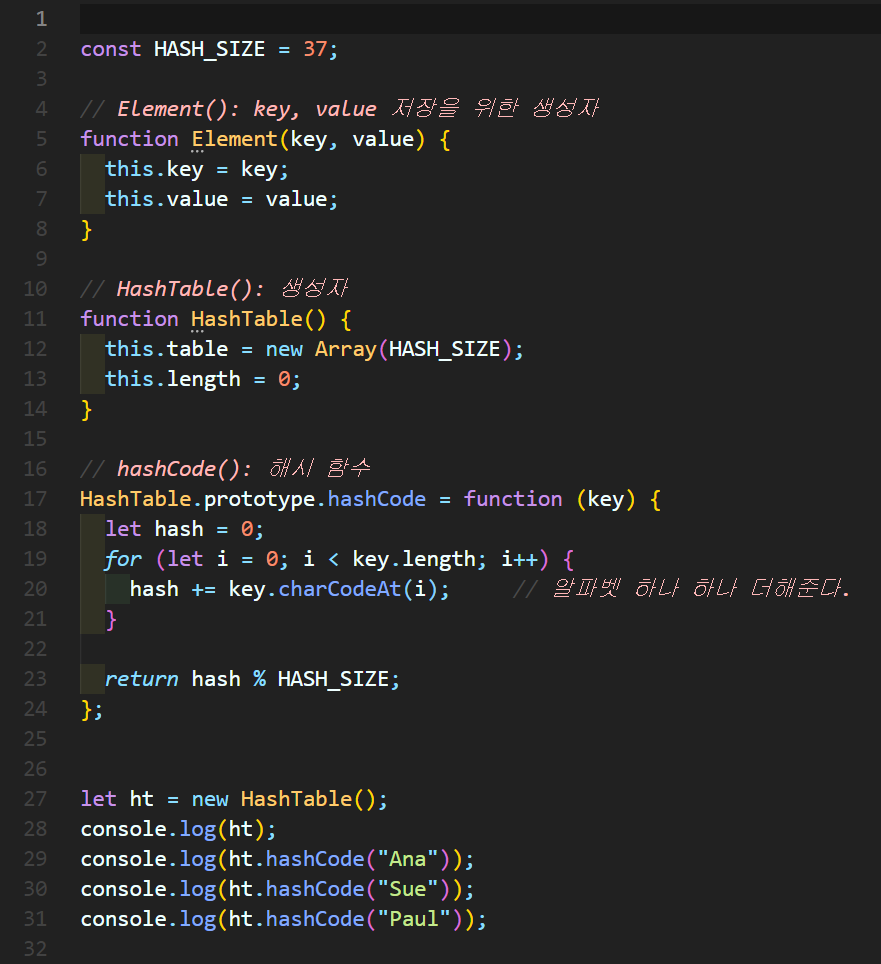 1
2 const HASH_SIZE = 37;
3
4 // Element(): key, value 저장을 위한 생성자
5 function Element(key, value) {
6   this.key = key;
7   this.value = value;
8 }
9
10 // HashTable(): 생성자
11 function HashTable() {
12   this.table = new Array(HASH_SIZE);
13   this.length = 0;
14 }
15
16 // hashCode(): 해시 함수
17 HashTable.prototype.hashCode = function (key) {
18   let hash = 0;
19   for (let i = 0; i < key.length; i++) {
20     hash += key.charCodeAt(i);     // 알파벳 하나 하나 더해준다.
21   }
22
23   return hash % HASH_SIZE;
24 };
25
26
27 let ht = new HashTable();
28 console.log(ht);
29 console.log(ht.hashCode("Ana"));
30 console.log(ht.hashCode("Sue"));
31 console.log(ht.hashCode("Paul"));
32